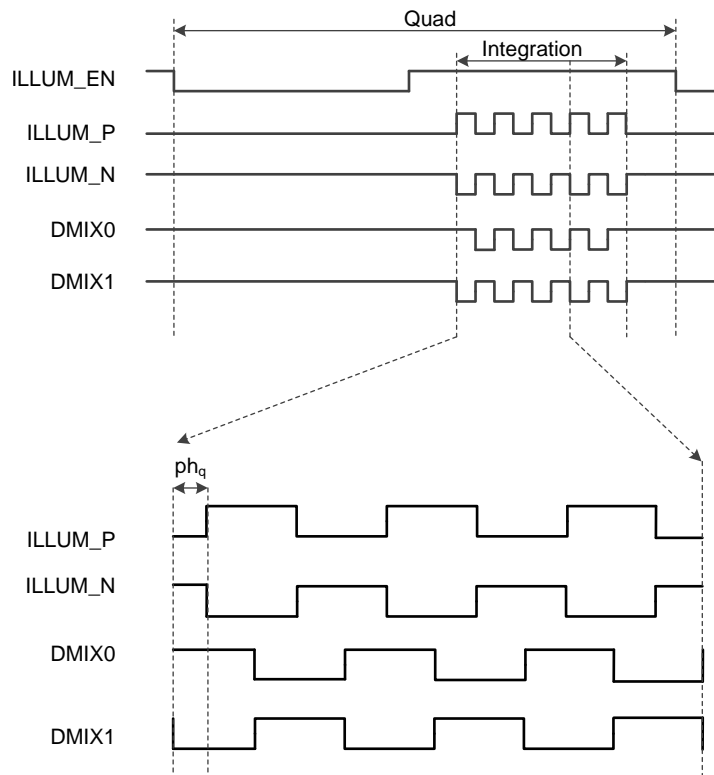 Quad
Integration
ILLUM_EN
ILLUM_P
ILLUM_N
DMIX0
DMIX1
phq
ILLUM_P
ILLUM_N
DMIX0
DMIX1